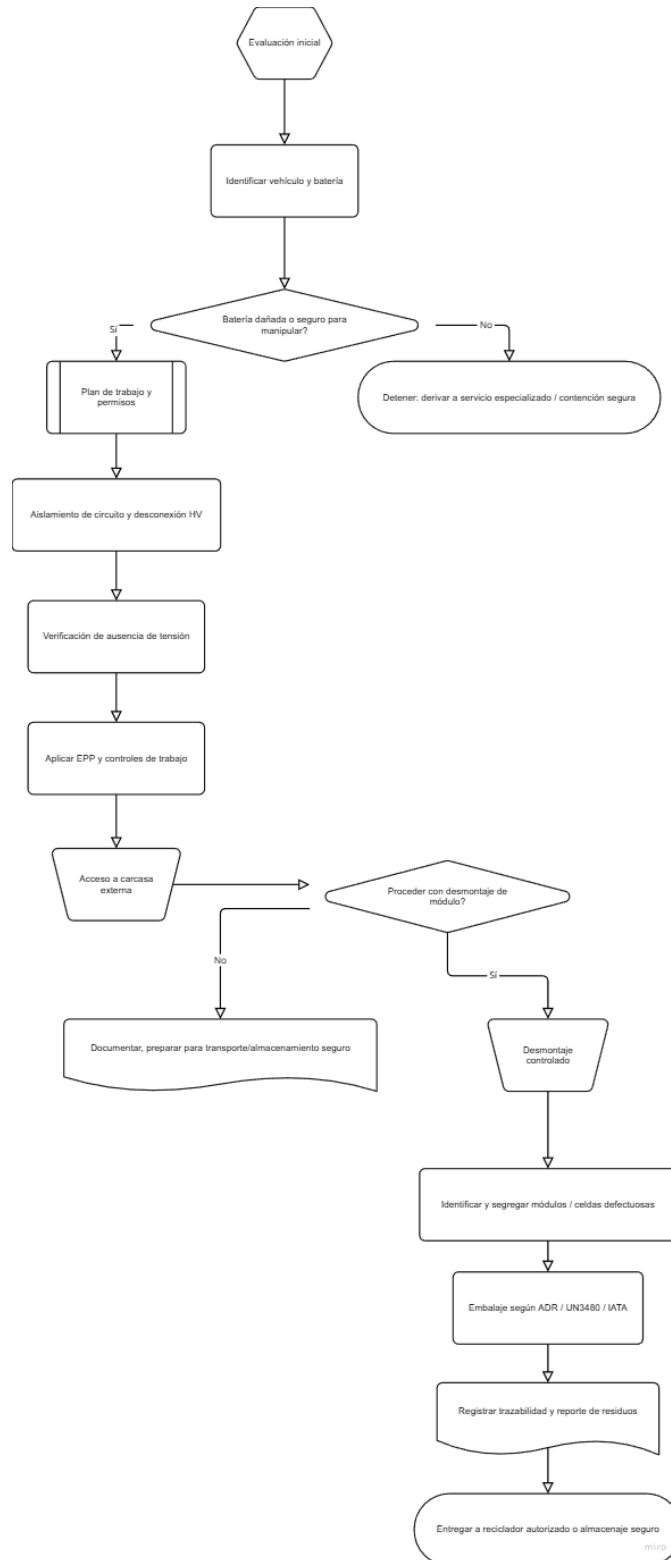 Evaluación inicial
Identificar vehículo y batería
Batería dañada o seguro para
manipular?
Sí
No
Plan de trabajo y
permisos
Detener: derivar a servicio especializado / contención segura
Aislamiento de circuito y desconexión HV
Verificación de ausencia de tensión
Aplicar EPP y controles de trabajo
Acceso a carcasa
externa
Proceder con desmontaje de
módulo?
No
Sí
Documentar, preparar para transporte/almacenamiento seguro
Desmontaje
controlado
Identificar y segregar módulos / celdas defectuosas
Embalaje según ADR / UN3480 / IATA
Registrar trazabilidad y reporte de residuos
Entregar a reciclador autorizado o almacenaje seguro
miro